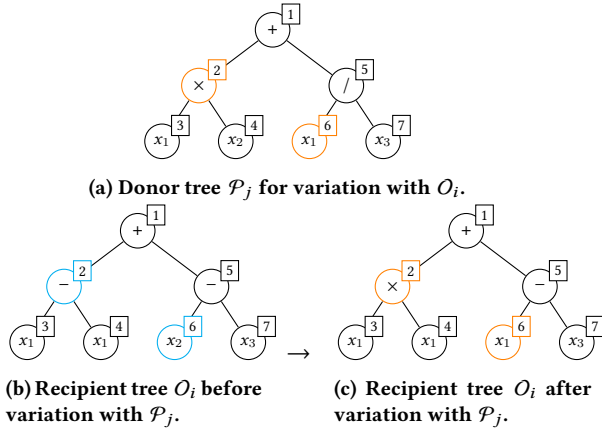 + 1
× 2
/ 5
x₁ 3
x₂ 4
x₁ 6
x₃ 7
(a) Donor tree 𝒫ⱼ for variation with 𝒪ᵢ.
+ 1
− 2
− 5
x₁ 3
x₁ 4
x₂ 6
x₃ 7
→
+ 1
× 2
− 5
x₁ 3
x₁ 4
x₁ 6
x₃ 7
(b) Recipient tree 𝒪ᵢ before
variation with 𝒫ⱼ.
(c) Recipient tree 𝒪ᵢ after
variation with 𝒫ⱼ.